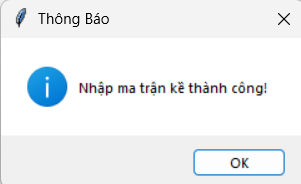 Thông Báo
Nhập ma trận kề thành công!
OK